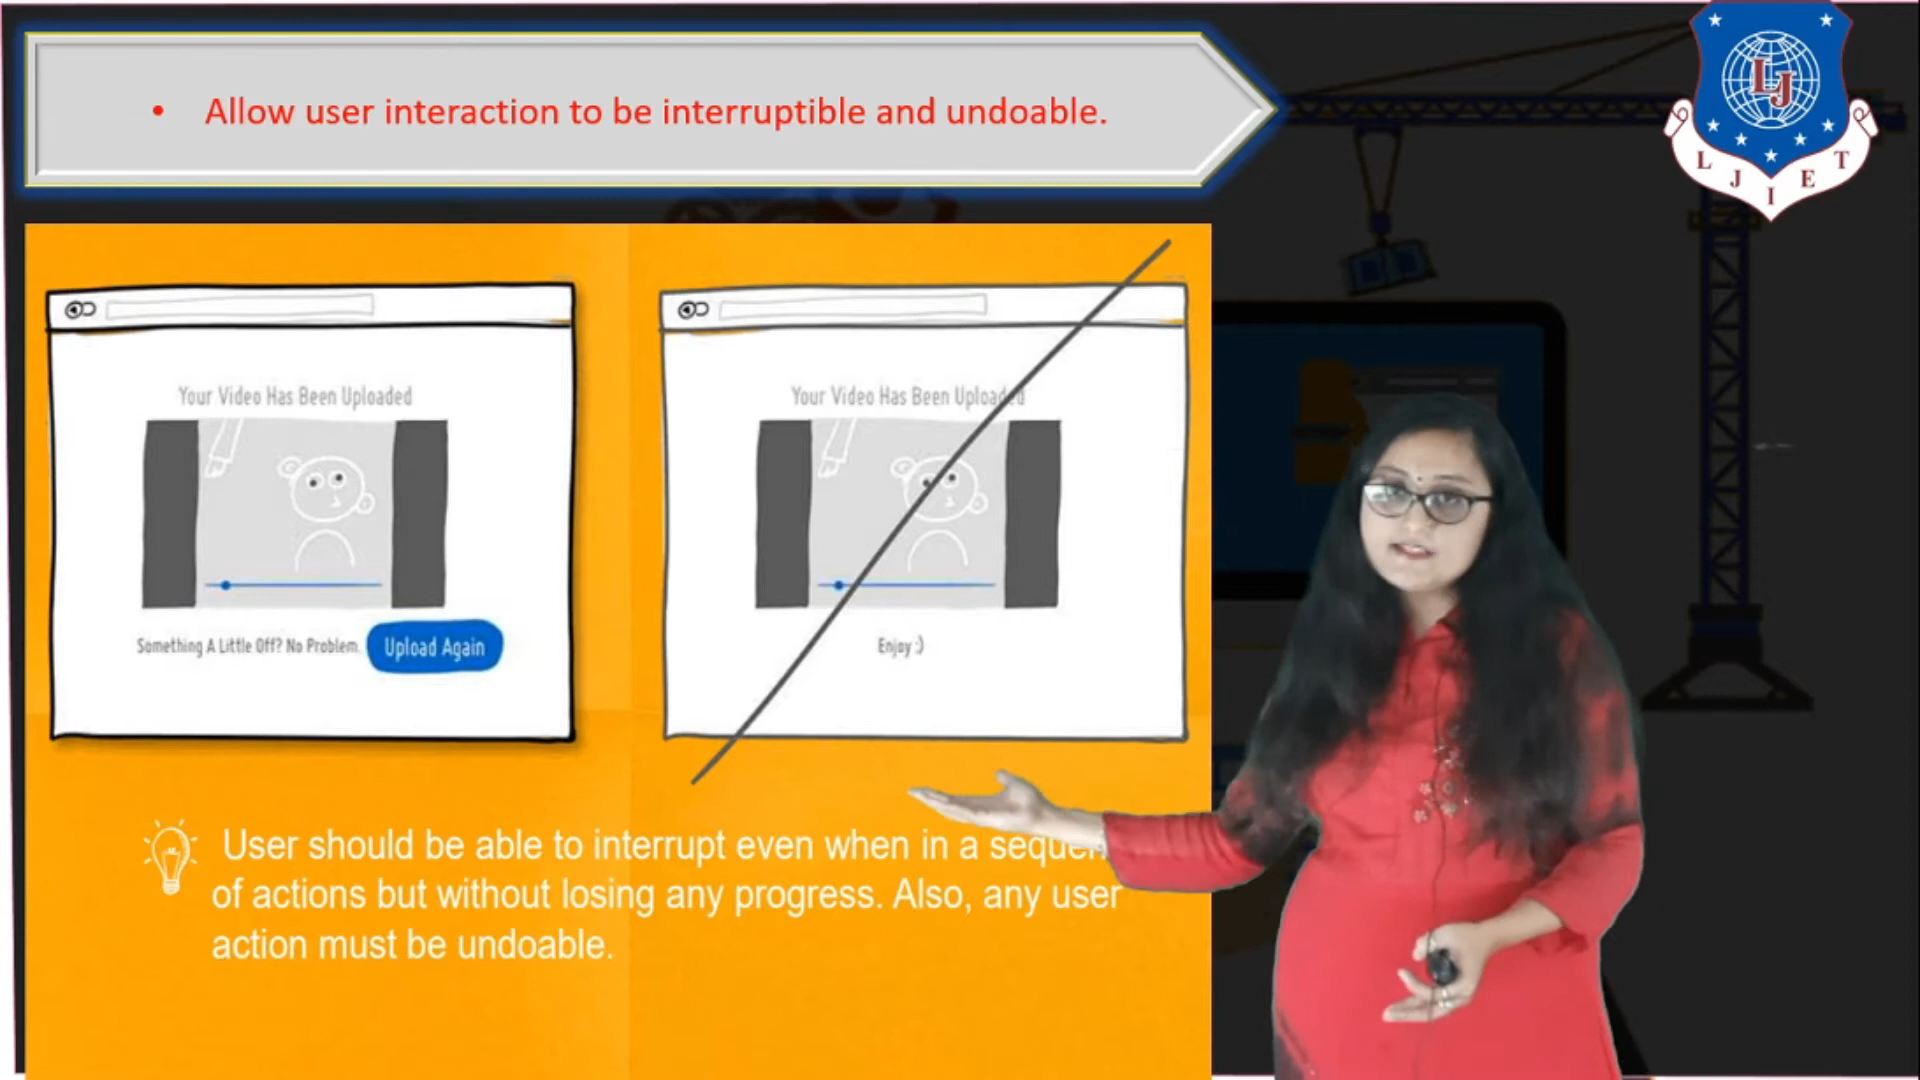 • Allow user interaction to be interruptible and undoable.
LJ
L J I E T
Your Video Has Been Uploaded
Something A Little Off? No Problem.
Upload Again
Your Video Has Been Uploaded
Enjoy :)
User should be able to interrupt even when in a
of actions but without losing any progress. Also, any user
action must be undoable.